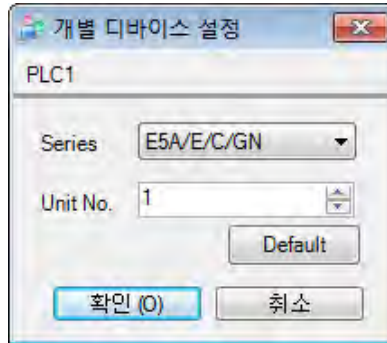 개별 디바이스 설정
PLC1
Series E5A/E/C/GN
Unit No. 1
Default
확인 (O) 취소